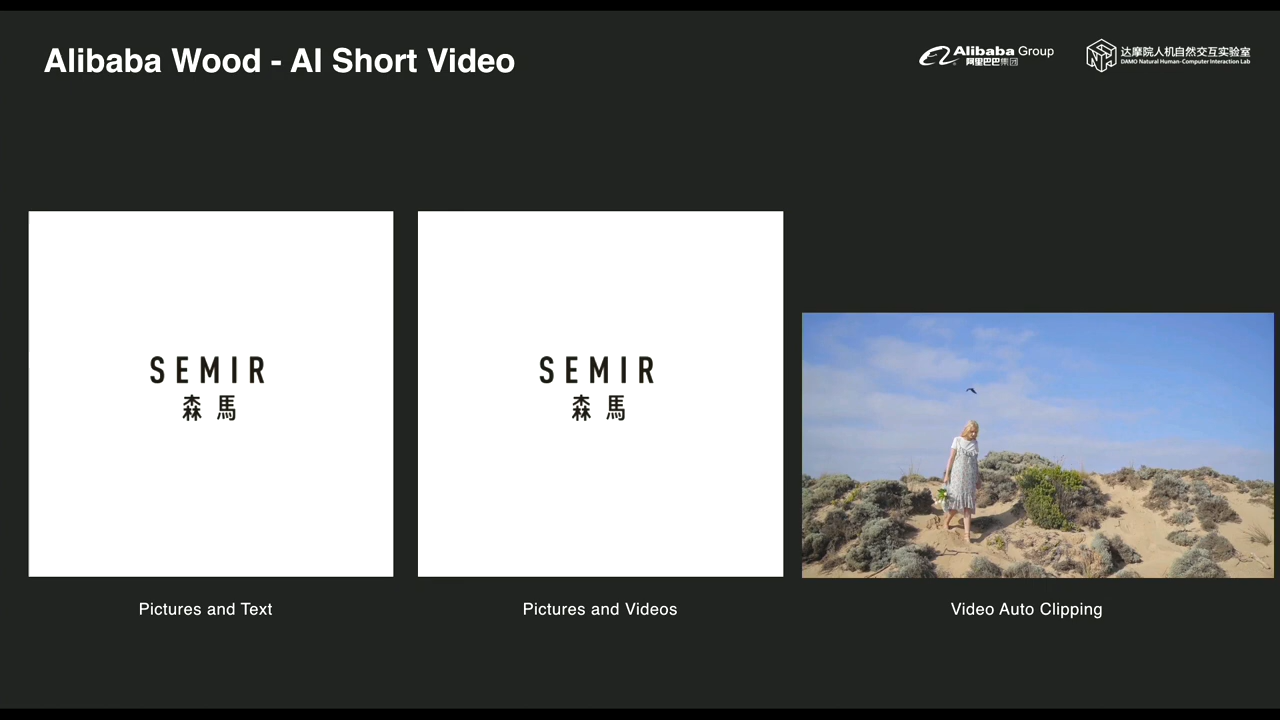 Alibaba Wood - AI Short Video
Alibaba Group
阿里巴巴集团
达摩院人机自然交互实验室
DAMO Natural Human-Computer Interaction Lab
SEMIR
森馬
SEMIR
森馬
Pictures and Text
Pictures and Videos
Video Auto Clipping